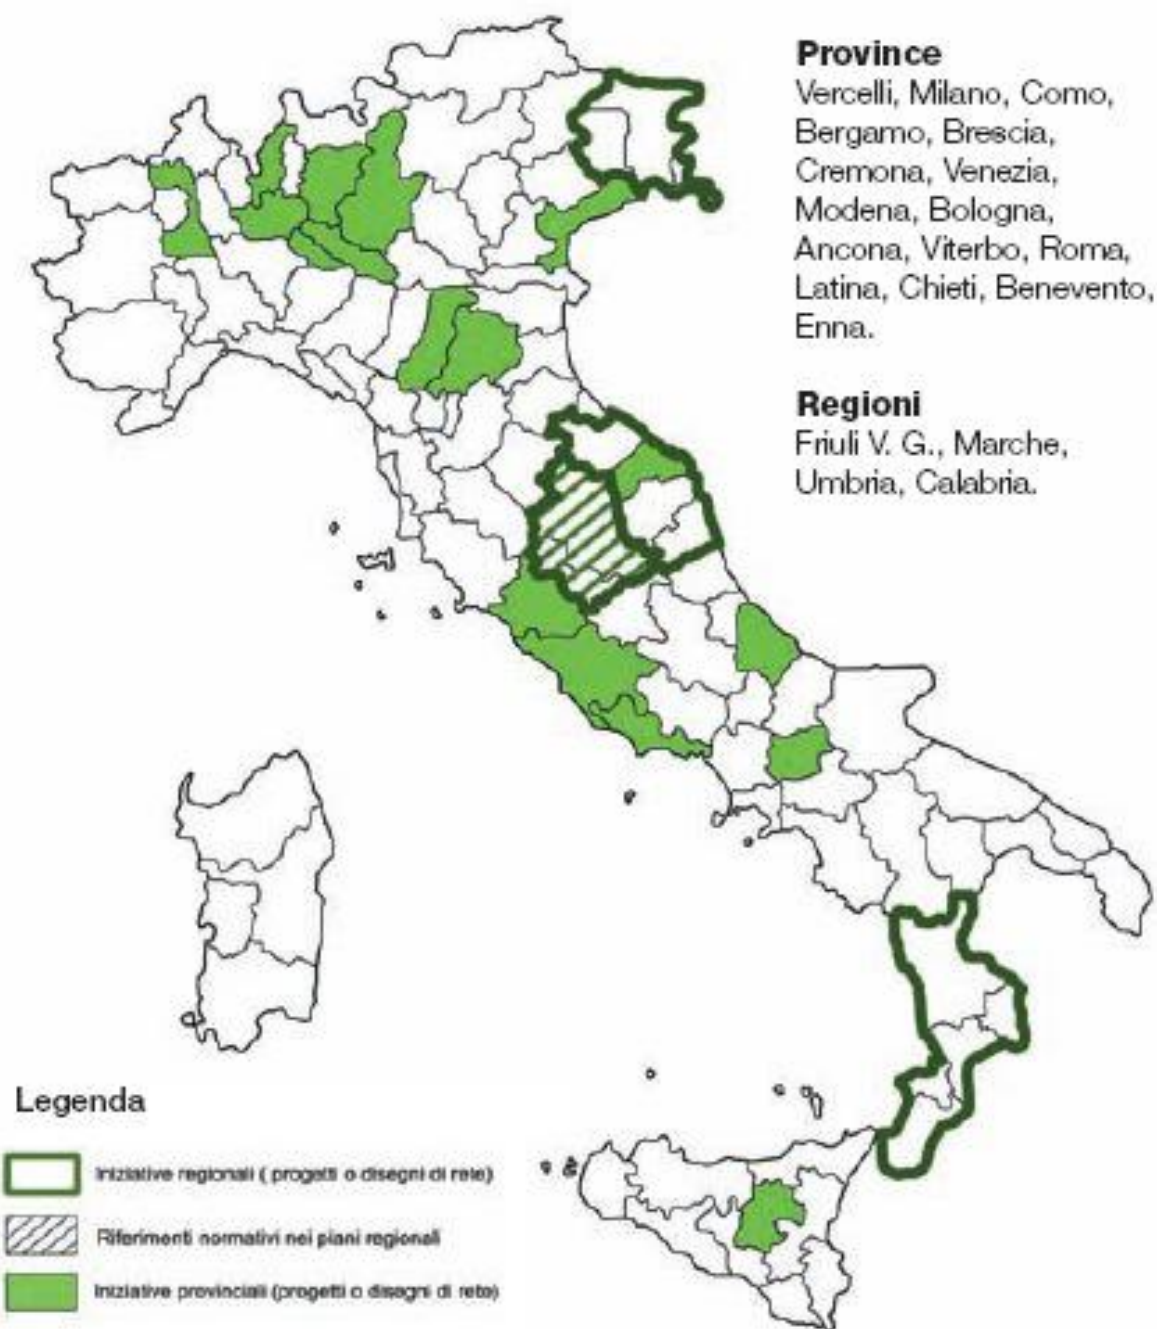 Province
Vercelli, Milano, Como,
Bergamo, Brescia,
Cremona, Venezia,
Modena, Bologna,
Ancona, Viterbo, Roma,
Latina, Chieti, Benevento,
Enna.
Regioni
Friuli V. G., Marche,
Umbria, Calabria.
Legenda
Iniziative regionali ( progetti o disegni di rete)
Riferimenti normativi nei piani regionali
Iniziative provinciali (progetti o disegni di rete)